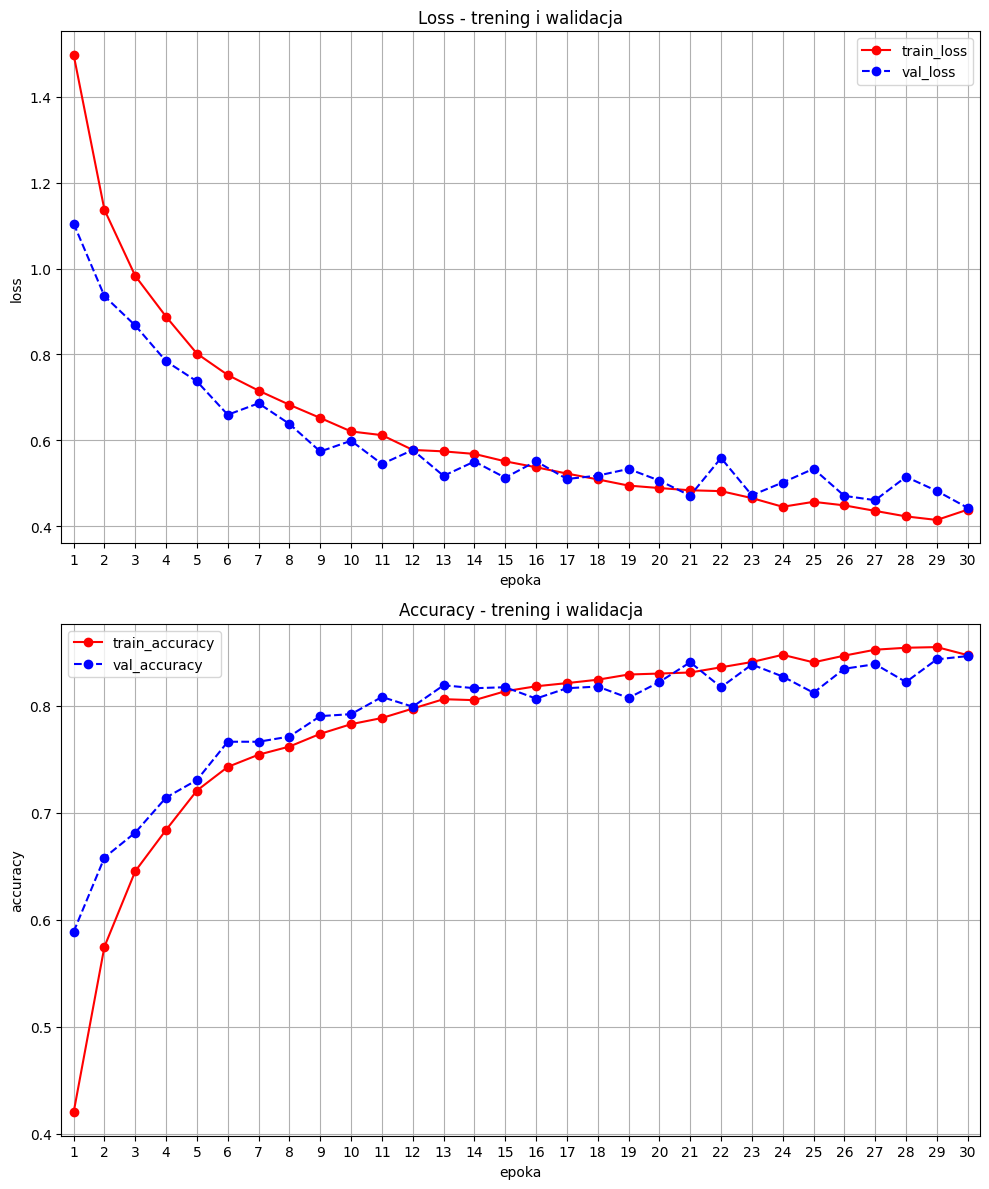 Loss - trening i walidacja
train_loss
val_loss
1.4
1.2
1.0
0.8
0.6
0.4
loss
1 2 3 4 5 6 7 8 9 10 11 12 13 14 15 16 17 18 19 20 21 22 23 24 25 26 27 28 29 30
epoka
Accuracy - trening i walidacja
train_accuracy
val_accuracy
0.8
0.7
0.6
0.5
0.4
accuracy
1 2 3 4 5 6 7 8 9 10 11 12 13 14 15 16 17 18 19 20 21 22 23 24 25 26 27 28 29 30
epoka